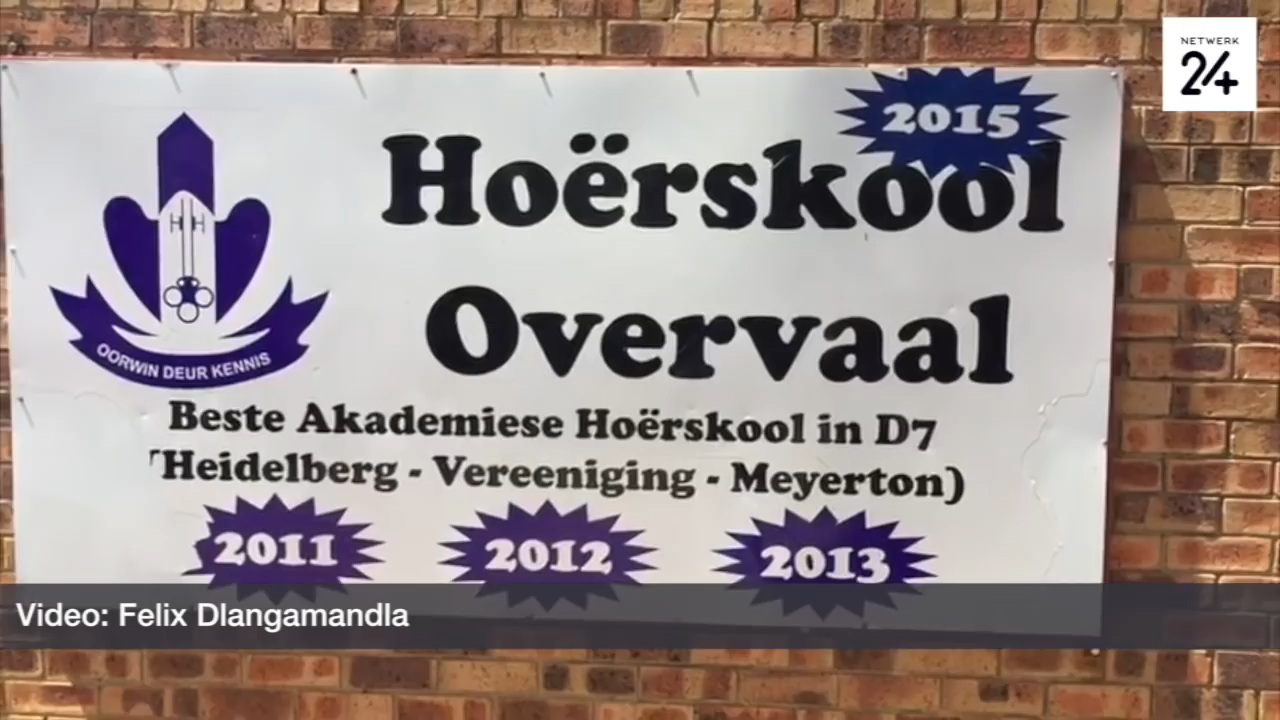 NETWERK
24
2015
Hoërskool
Overvaal
OORWIN DEUR KENNIS
Beste Akademiese Hoërskool in D7
(Heidelberg - Vereeniging - Meyerton)
2011 2012 2013
Video: Felix Dlangamandla